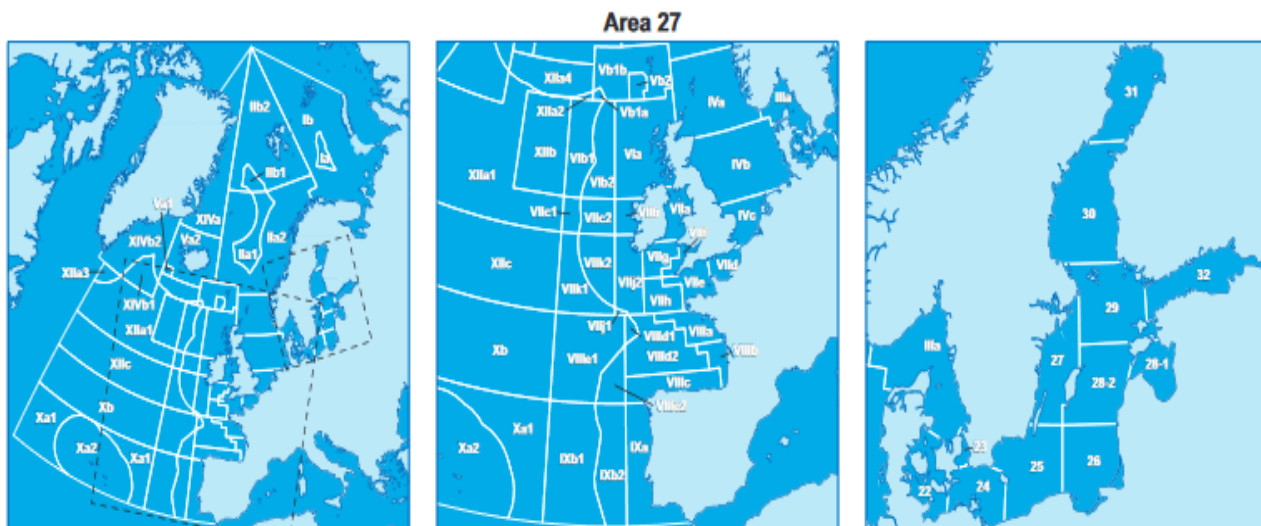 Area 27
IIb2
Ib
Ia
IIb1
Va1
XIVa
XIVb2
Va2
IIa2
IIa1
XIIa3
XIVb1
XIIa1
XIIc
Xb
Xa1
Xa2
Xa1
XIIa4
Vb1b
Vb2
IVa
IIIa
XIIa2
Vb1a
XIIb
VIb1
VIa
IVb
XIIa1
VIb2
VIIc1
VIIc2
VIIb
VIIa
IVc
VIIf
XIIc
VIIk2
VIIg
VIId
VIIe
VIIk1
VIIj2
VIIh
VIIj1
VIIId1
VIIIa
Xb
VIIIe1
VIIId2
VIIIb
VIIIc
VIIIe2
Xa1
Xa2
IXa
IXb1
IXb2
31
30
32
29
IIIa
27
28-1
28-2
23
25
26
22
24